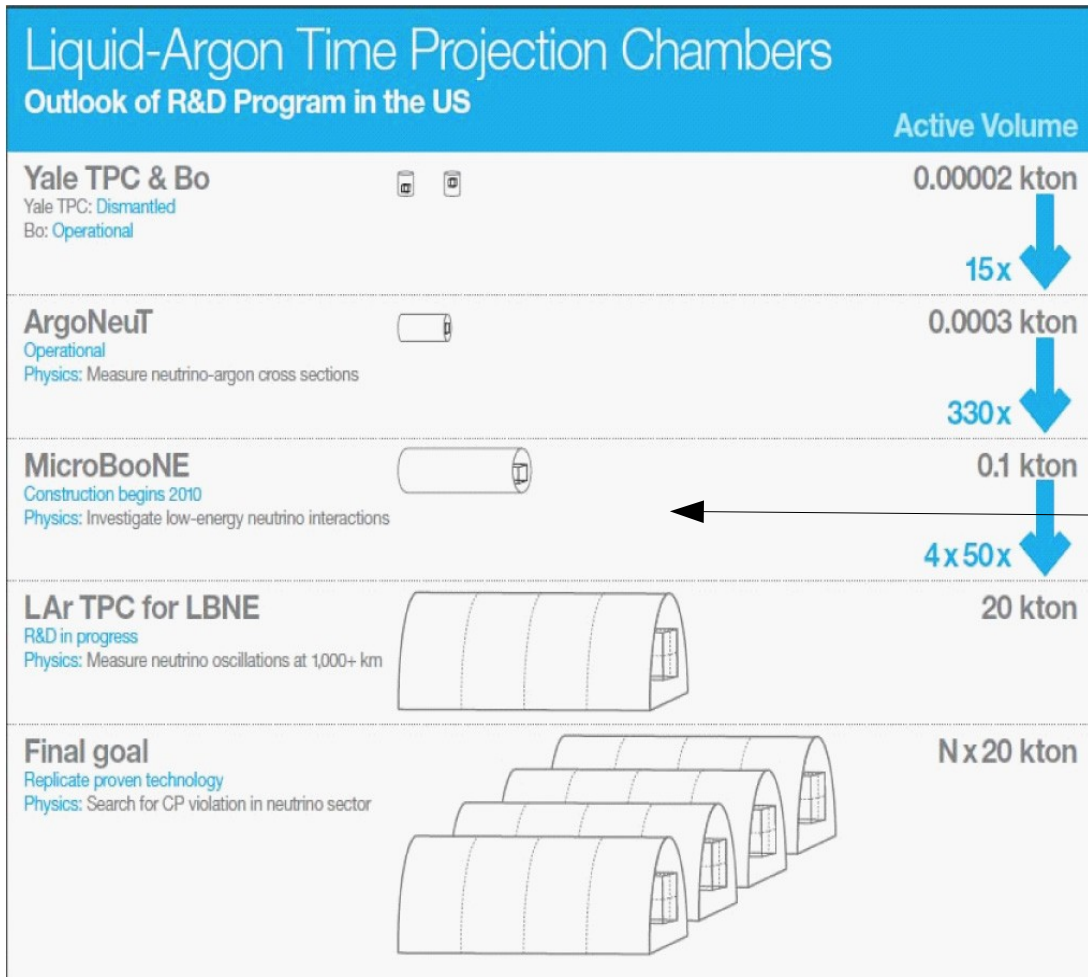 Liquid-Argon Time Projection Chambers
Outlook of R&D Program in the US
Active Volume
Yale TPC & Bo
0.00002 kton
Yale TPC: Dismantled
Bo: Operational
15x
ArgoNeuT
0.0003 kton
Operational
Physics: Measure neutrino-argon cross sections
330x
MicroBooNE
0.1 kton
Construction begins 2010
Physics: Investigate low-energy neutrino interactions
4 x 50x
LAr TPC for LBNE
20 kton
R&D in progress
Physics: Measure neutrino oscillations at 1,000+ km
Final goal
N x 20 kton
Replicate proven technology
Physics: Search for CP violation in neutrino sector